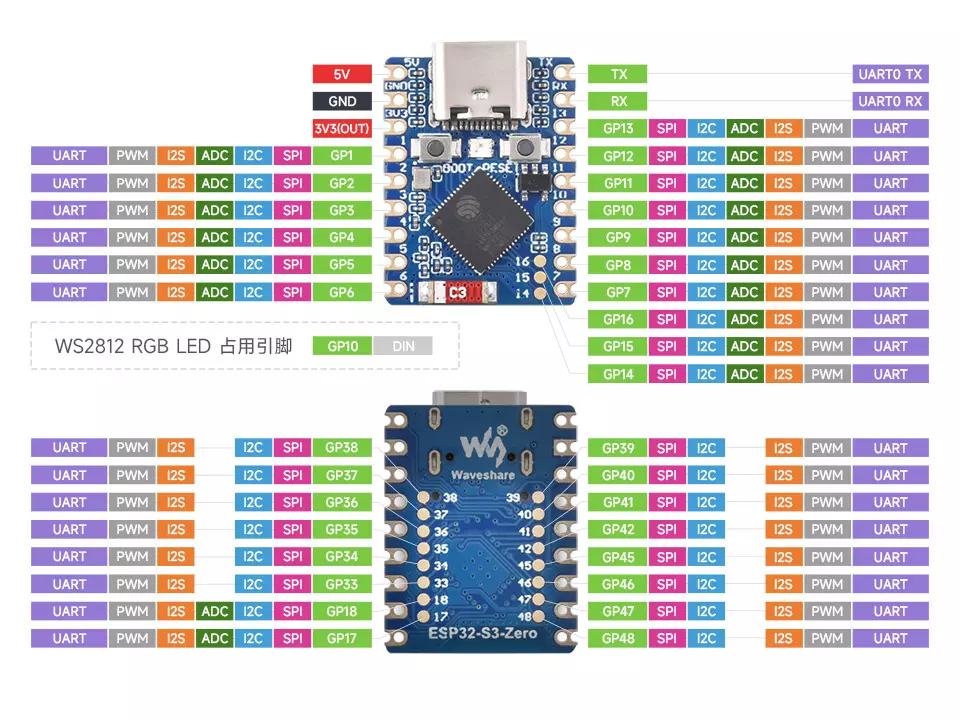 5V
GND
3V3(OUT)
UART PWM I2S ADC I2C SPI GP1
UART PWM I2S ADC I2C SPI GP2
UART PWM I2S ADC I2C SPI GP3
UART PWM I2S ADC I2C SPI GP4
UART PWM I2S ADC I2C SPI GP5
UART PWM I2S ADC I2C SPI GP6
WS2812 RGB LED 占用引脚 GP10 DIN
5V
GND
3V3
1
2
3
4
5
6
BOOT RESET
C3
TX
RX
13
12
11
10
9
8
7
16
15
14
TX UART0 TX
RX UART0 RX
GP13 SPI I2C ADC I2S PWM UART
GP12 SPI I2C ADC I2S PWM UART
GP11 SPI I2C ADC I2S PWM UART
GP10 SPI I2C ADC I2S PWM UART
GP9 SPI I2C ADC I2S PWM UART
GP8 SPI I2C ADC I2S PWM UART
GP7 SPI I2C ADC I2S PWM UART
GP16 SPI I2C ADC I2S PWM UART
GP15 SPI I2C ADC I2S PWM UART
GP14 SPI I2C ADC I2S PWM UART
UART PWM I2S I2C SPI GP38
UART PWM I2S I2C SPI GP37
UART PWM I2S I2C SPI GP36
UART PWM I2S I2C SPI GP35
UART PWM I2S I2C SPI GP34
UART PWM I2S I2C SPI GP33
UART PWM I2S ADC I2C SPI GP18
UART PWM I2S ADC I2C SPI GP17
®
Waveshare
38 39
37 40
36 41
35 42
34 45
33 46
18 47
17 48
ESP32-S3-Zero
GP39 SPI I2C I2S PWM UART
GP40 SPI I2C I2S PWM UART
GP41 SPI I2C I2S PWM UART
GP42 SPI I2C I2S PWM UART
GP45 SPI I2C I2S PWM UART
GP46 SPI I2C I2S PWM UART
GP47 SPI I2C I2S PWM UART
GP48 SPI I2C I2S PWM UART